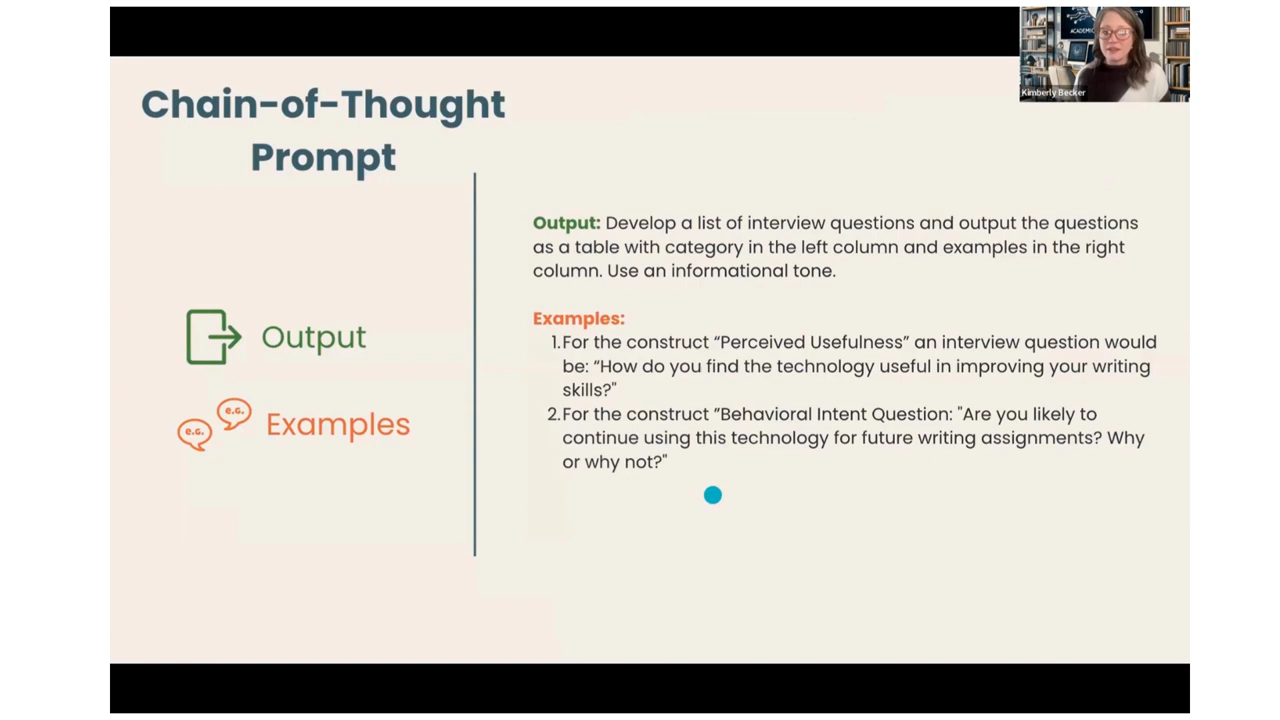 Chain-of-Thought
Prompt
ACADEMIC
Kimberly Becker
Output: Develop a list of interview questions and output the questions
as a table with category in the left column and examples in the right
column. Use an informational tone.
Output
e.g.
e.g.
Examples
Examples:
1.For the construct “Perceived Usefulness” an interview question would
be: “How do you find the technology useful in improving your writing
skills?"
2.For the construct ”Behavioral Intent Question: "Are you likely to
continue using this technology for future writing assignments? Why
or why not?"